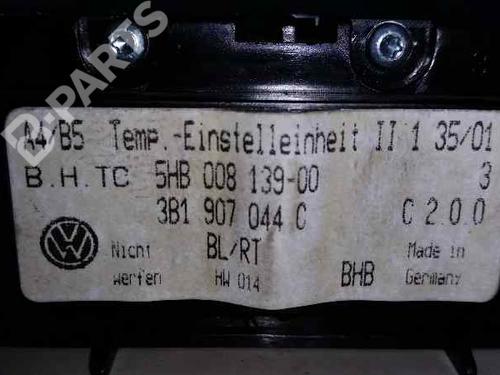 D-PARTS
A4/B5 Temp.-Einstelleinheit II 1 35/01
B.H.TC 5HB 008 139-00 3
3B1 907 044 C C 2.0.0
Nicht BL/RT Made in
werfen HW 014 BHB Germany